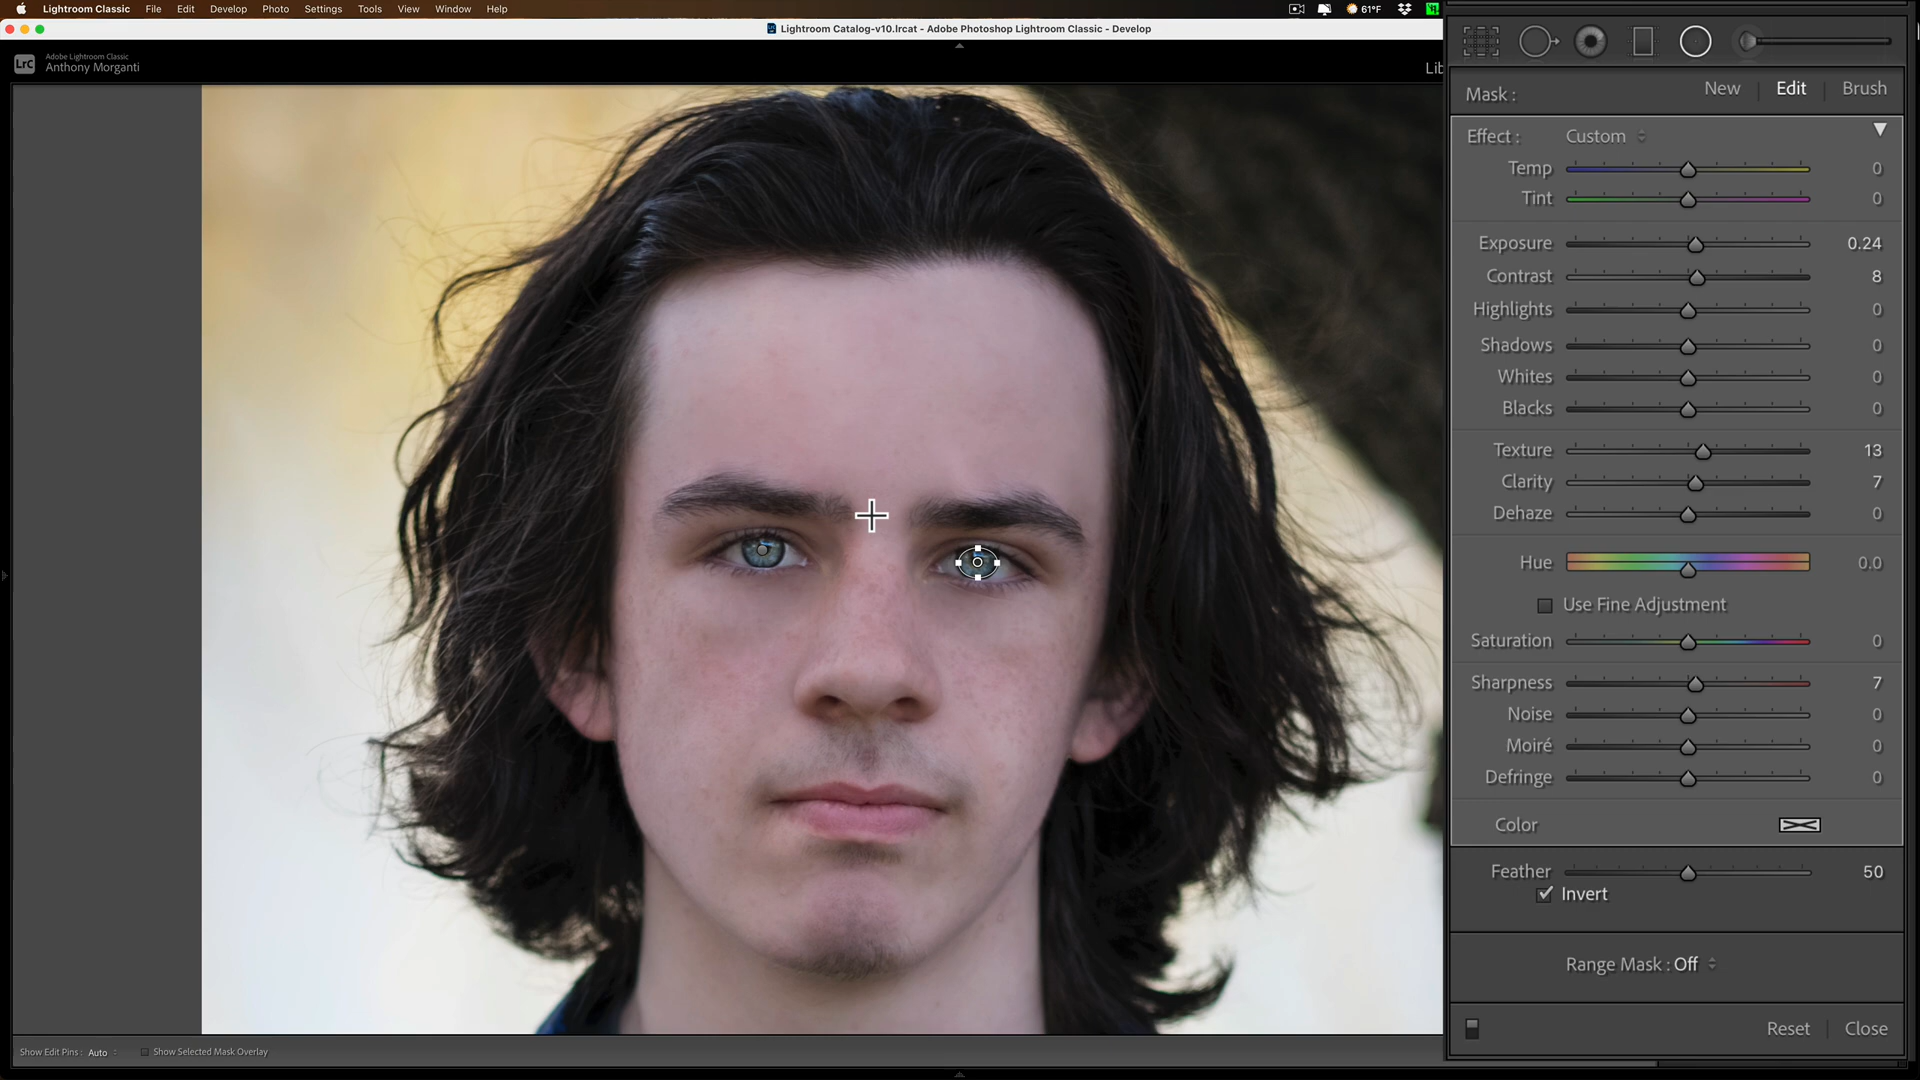 Lightroom Classic File Edit Develop Photo Settings Tools View Window Help 61°F
Lightroom Catalog-v10.lrcat - Adobe Photoshop Lightroom Classic - Develop
LrC
Adobe Lightroom Classic
Anthony Morganti
Lib
Mask : New Edit Brush
Effect : Custom
Temp 0
Tint 0
Exposure 0.24
Contrast 8
Highlights 0
Shadows 0
Whites 0
Blacks 0
Texture 13
Clarity 7
Dehaze 0
Hue 0.0
Use Fine Adjustment
Saturation 0
Sharpness 7
Noise 0
Moiré 0
Defringe 0
Color
Feather 50
Invert
Range Mask : Off
Reset Close
Show Edit Pins : Auto Show Selected Mask Overlay